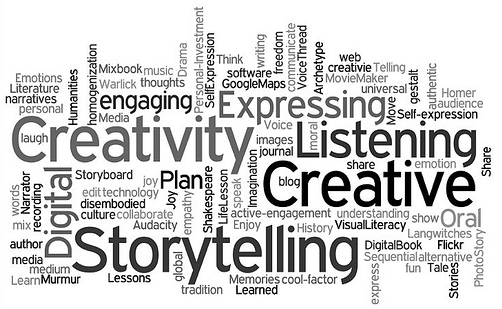 Emotions
Literature
narratives
personal
Humanities
homogenization
Mixbook
music
Drama
Warlick
thoughts
engaging
Media
Personal-Investment
SelfExpression
Think
writing
software
GoogleMaps
freedom
communicate
VoiceThread
Archetype
web
creativie
Telling
MovieMaker
universal
Move
gestalt
authentic
Homer
audience
Self-expression
Expressing
laugh
Creativity
Voice
images
journal
moral
Listening
share
emotion
Share
Creative
blog
Imagination
words
mix
Narrator
recording
Digital
Storyboard
edit
technology
joy
Joy
Plan
disembodied
culture
collaborate
Audacity
empathy
Shakespeare
LifeLesson
speak
active-engagement
Enjoy
History
understanding
VisualLiteracy
show
Oral
Langwitches
author
media
medium
Learn
Murmur
Storytelling
Lessons
global
tradition
Memories
cool-factor
Learned
DigitalBook
Flickr
Sequential
alternative
express
fun
Tale
Stories
PhotoStory